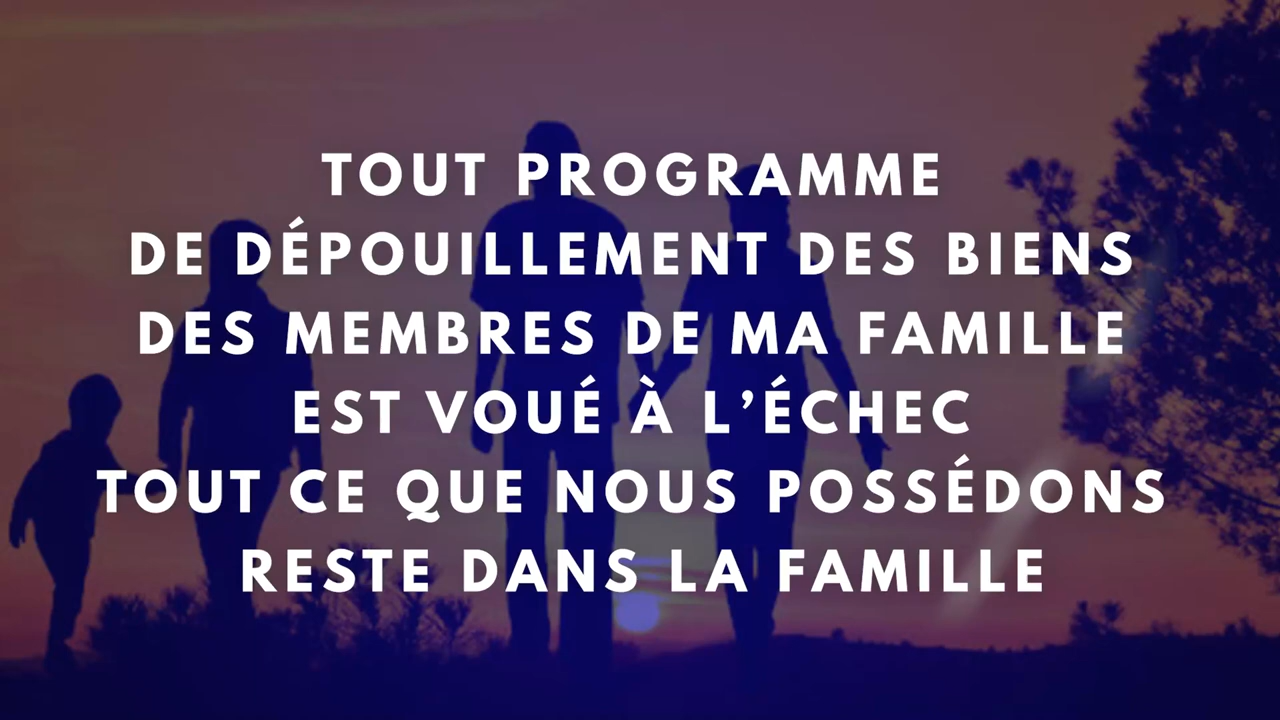 TOUT PROGRAMME
DE DÉPOUILLEMENT DES BIENS
DES MEMBRES DE MA FAMILLE
EST VOUÉ À L’ÉCHEC
TOUT CE QUE NOUS POSSÉDONS
RESTE DANS LA FAMILLE